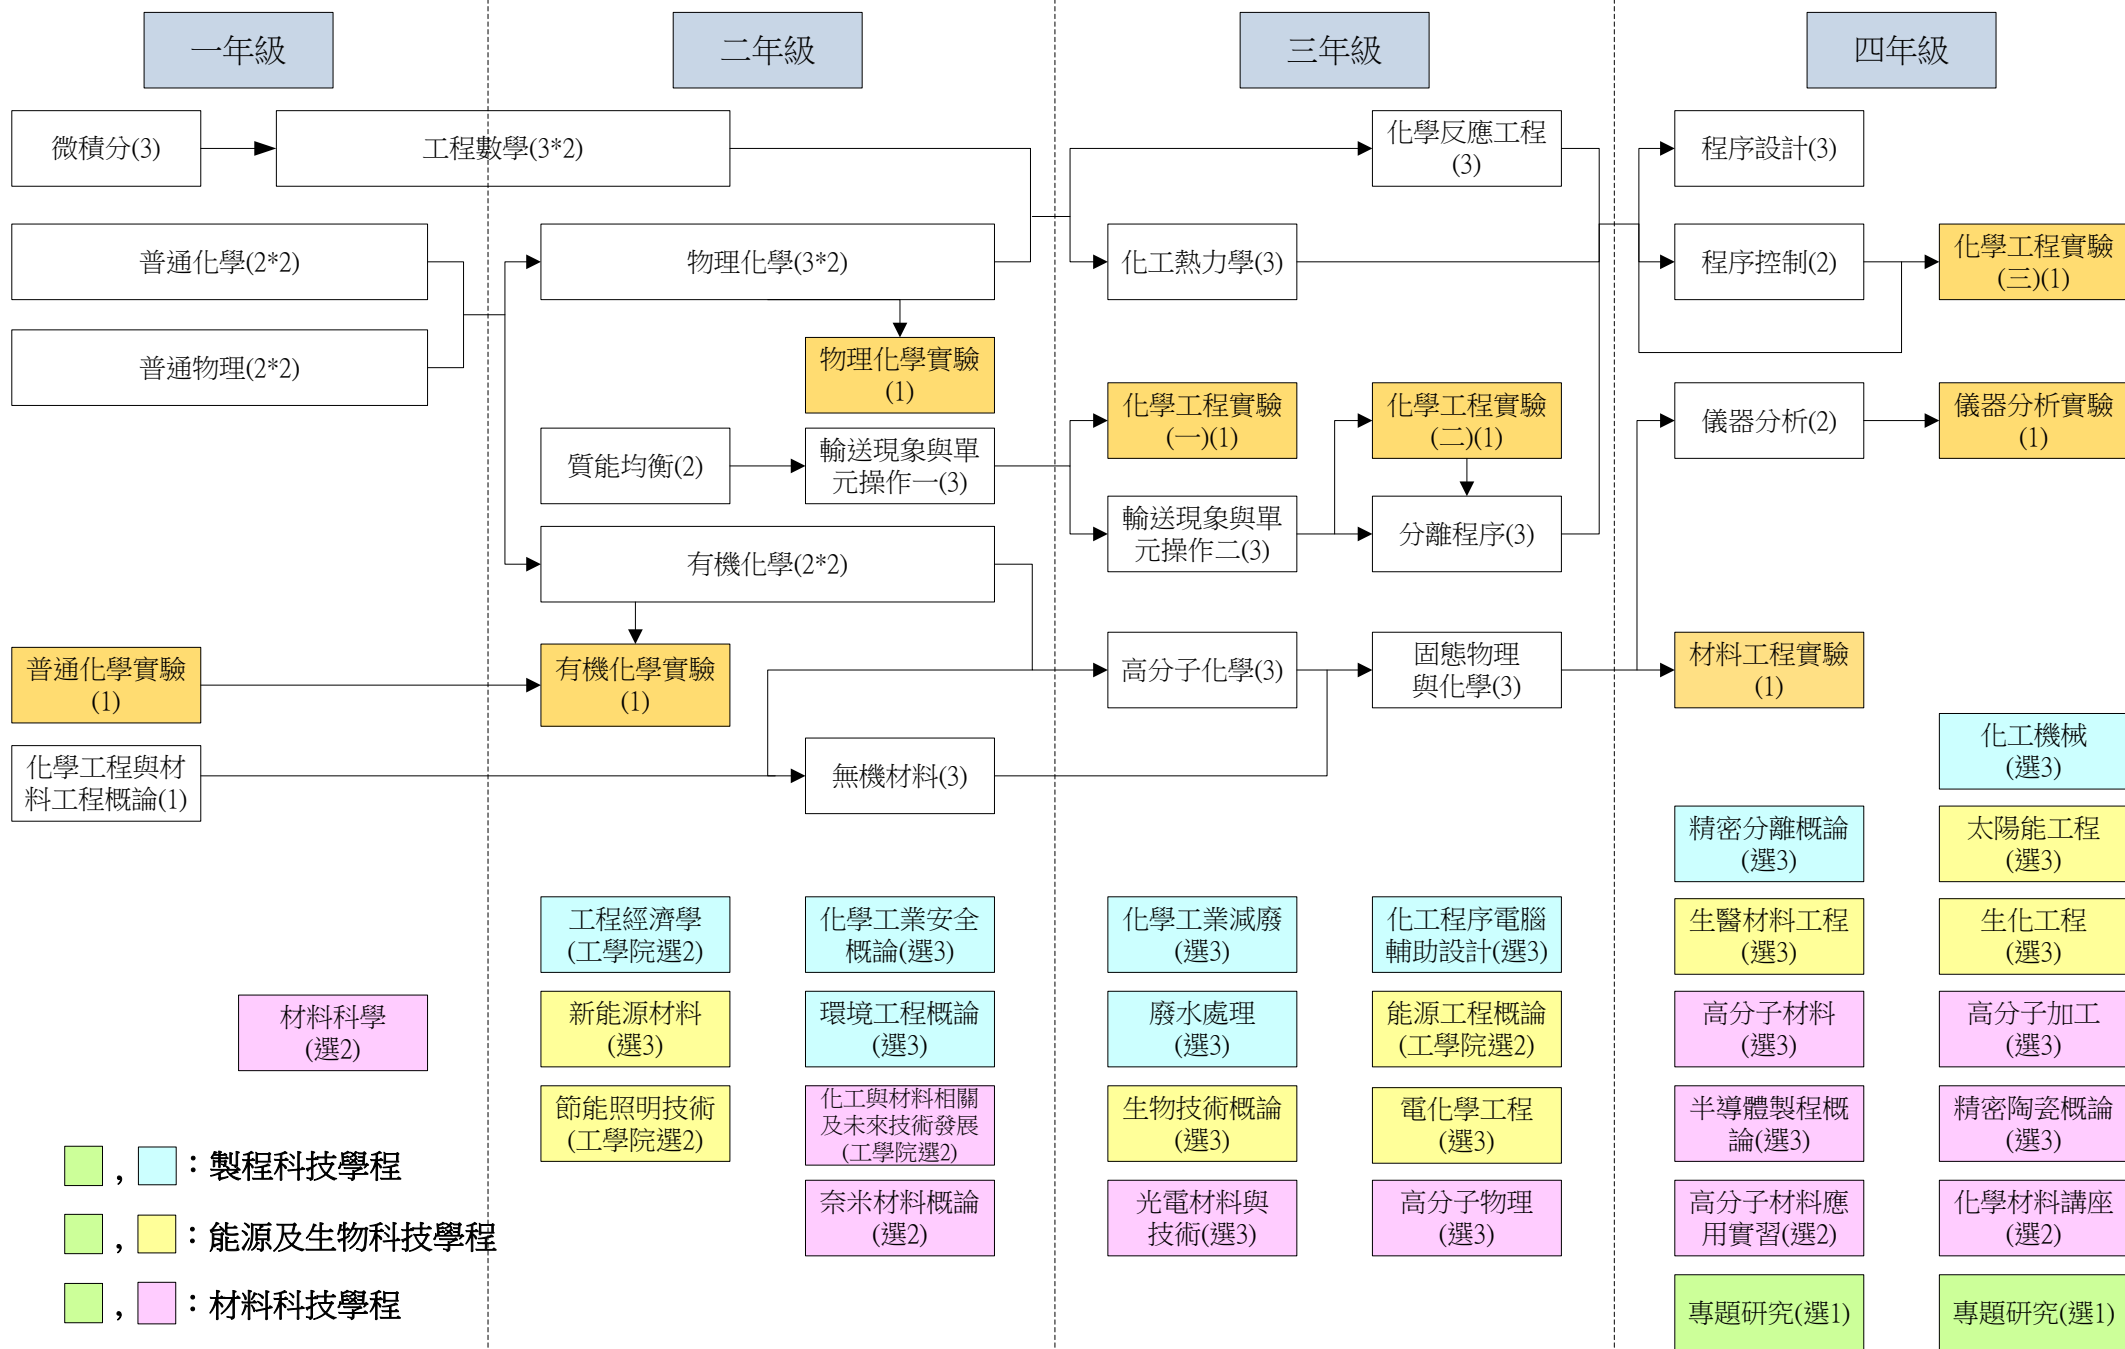 一年級
二年級
三年級
四年級
微積分(3)
工程數學(3*2)
化學反應工程
(3)
程序設計(3)
普通化學(2*2)
物理化學(3*2)
化工熱力學(3)
程序控制(2)
化學工程實驗
(三)(1)
普通物理(2*2)
物理化學實驗
(1)
化學工程實驗
(一)(1)
化學工程實驗
(二)(1)
儀器分析(2)
儀器分析實驗
(1)
質能均衡(2)
輸送現象與單
元操作一(3)
輸送現象與單
元操作二(3)
分離程序(3)
有機化學(2*2)
普通化學實驗
(1)
有機化學實驗
(1)
高分子化學(3)
固態物理
與化學(3)
材料工程實驗
(1)
化學工程與材
料工程概論(1)
無機材料(3)
化工機械
(選3)
精密分離概論
(選3)
太陽能工程
(選3)
工程經濟學
(工學院選2)
化學工業安全
概論(選3)
化學工業減廢
(選3)
化工程序電腦
輔助設計(選3)
生醫材料工程
(選3)
生化工程
(選3)
材料科學
(選2)
新能源材料
(選3)
環境工程概論
(選3)
廢水處理
(選3)
能源工程概論
(工學院選2)
高分子材料
(選3)
高分子加工
(選3)
節能照明技術
(工學院選2)
化工與材料相關
及未來技術發展
(工學院選2)
生物技術概論
(選3)
電化學工程
(選3)
半導體製程概
論(選3)
精密陶瓷概論
(選3)
奈米材料概論
(選2)
光電材料與
技術(選3)
高分子物理
(選3)
高分子材料應
用實習(選2)
化學材料講座
(選2)
專題研究(選1)
專題研究(選1)
，：製程科技學程
，：能源及生物科技學程
，：材料科技學程